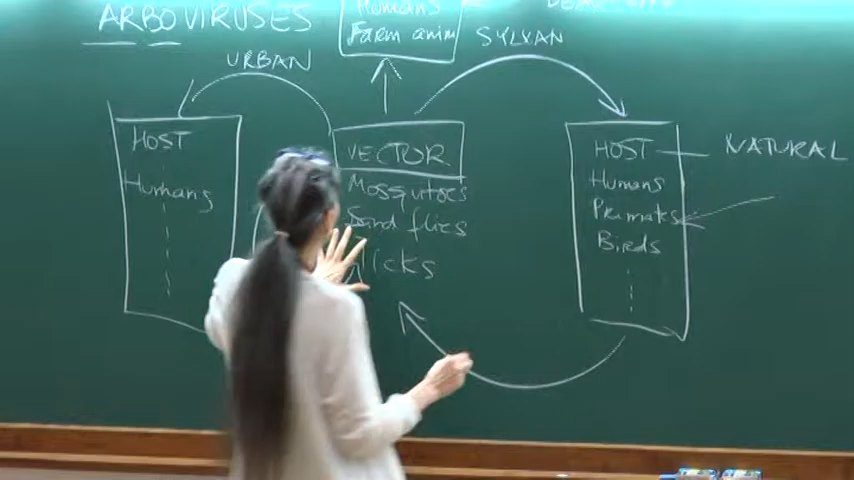 ARBOVIRUSES
Humans
Farm anim
URBAN
SYLVAN
HOST
Humans
VECTOR
Mosquitoes
Sand flies
Ticks
HOST
Humans
Primates
Birds
NATURAL